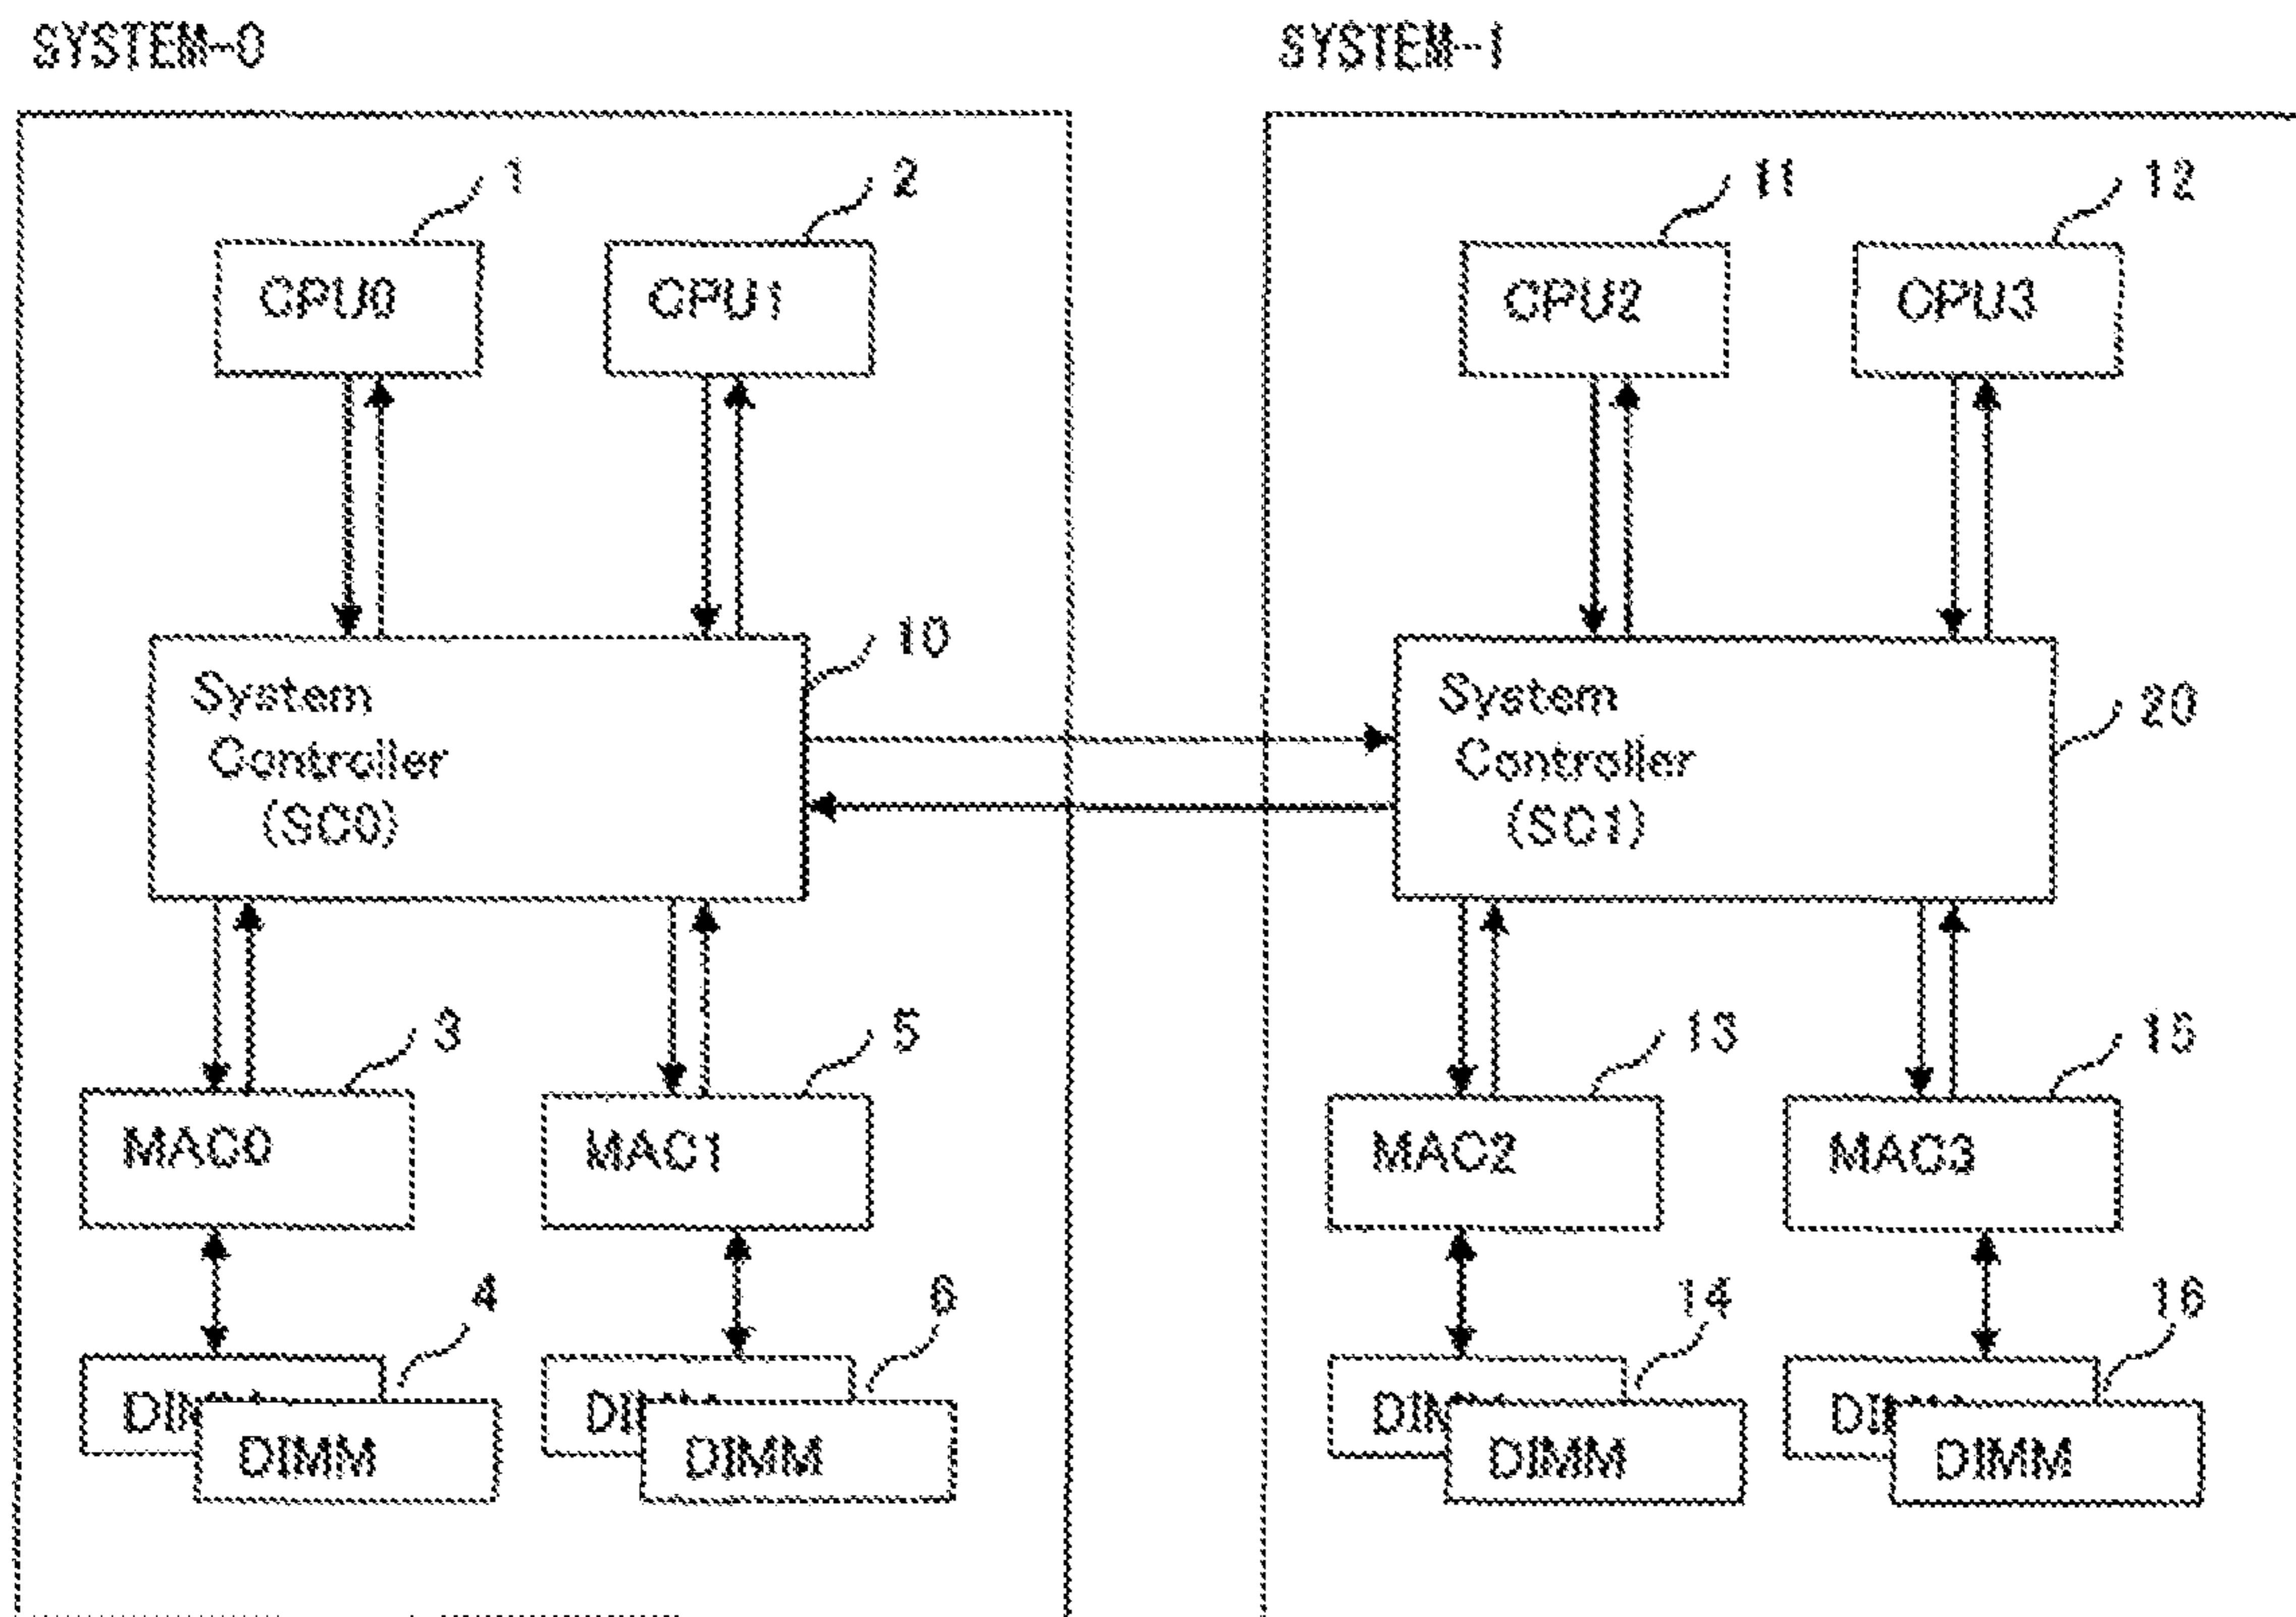 SYSTEM-0
SYSTEM-1
1
2
11
12
CPU0
CPU1
CPU2
CPU3
10
20
System
Controller
(SC0)
System
Controller
(SC1)
3
5
13
15
MAC0
MAC1
MAC2
MAC3
4
6
14
16
DIMM
DIMM
DIMM
DIMM